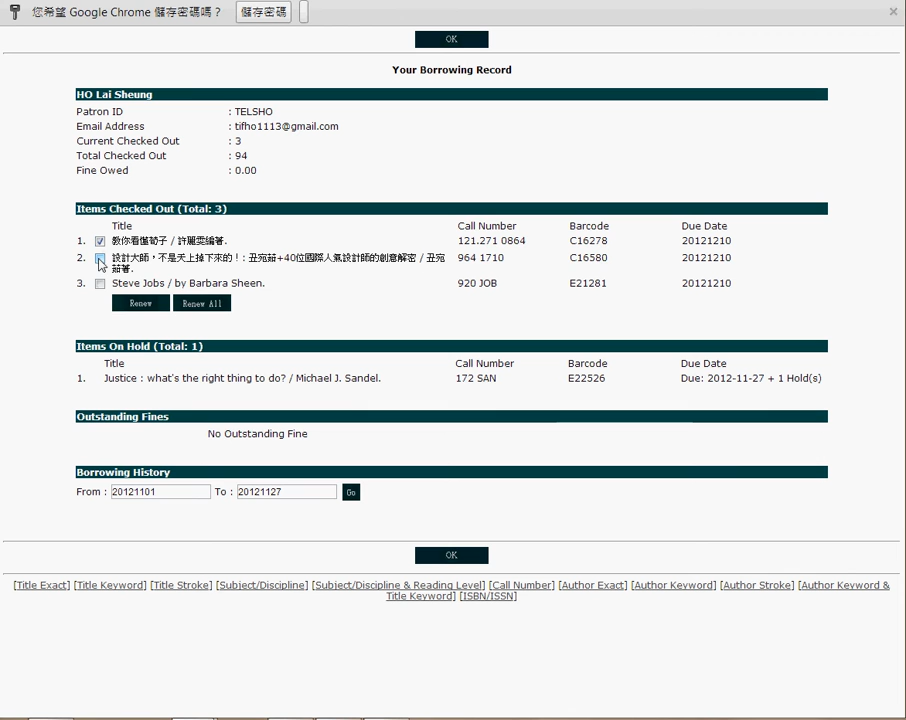 您希望 Google Chrome 儲存密碼嗎？ 儲存密碼
OK
Your Borrowing Record
HO Lai Sheung
Patron ID : TELSHO
Email Address : tifho1113@gmail.com
Current Checked Out : 3
Total Checked Out : 94
Fine Owed : 0.00
Items Checked Out (Total: 3)
Title Call Number Barcode Due Date
1. 教你看懂荀子 / 許麗雯編著. 121.271 0864 C16278 20121210
2. 設計大師，不是天上掉下來的！: 丑宛茹+40位國際人氣設計師的創意解密 / 丑宛 964 1710 C16580 20121210
茹著.
3. Steve Jobs / by Barbara Sheen. 920 JOB E21281 20121210
Renew Renew All
Items On Hold (Total: 1)
Title Call Number Barcode Due Date
1. Justice : what's the right thing to do? / Michael J. Sandel. 172 SAN E22526 Due: 2012-11-27 + 1 Hold(s)
Outstanding Fines
No Outstanding Fine
Borrowing History
From : 20121101 To : 20121127 Go
OK
[Title Exact] [Title Keyword] [Title Stroke] [Subject/Discipline] [Subject/Discipline & Reading Level] [Call Number] [Author Exact] [Author Keyword] [Author Stroke] [Author Keyword &
Title Keyword] [ISBN/ISSN]